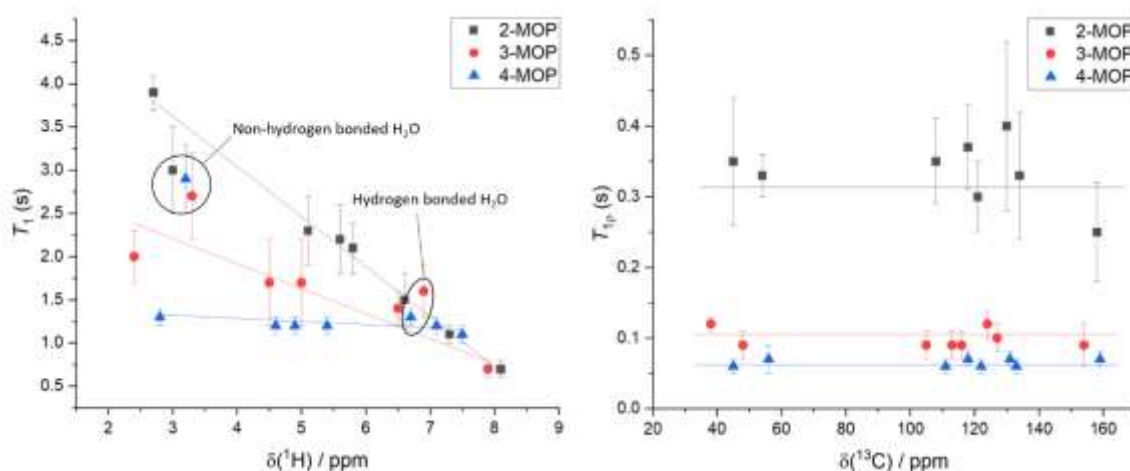 2-MOP
3-MOP
4-MOP
Non-hydrogen bonded H₂O
Hydrogen bonded H₂O
4.5
4.0
3.5
3.0
2.5
2.0
1.5
1.0
0.5
T₁ (s)
2 3 4 5 6 7 8 9
δ(¹H) / ppm
2-MOP
3-MOP
4-MOP
0.5
0.4
0.3
0.2
0.1
0.0
T₁ρ (s)
20 40 60 80 100 120 140 160
δ(¹³C) / ppm